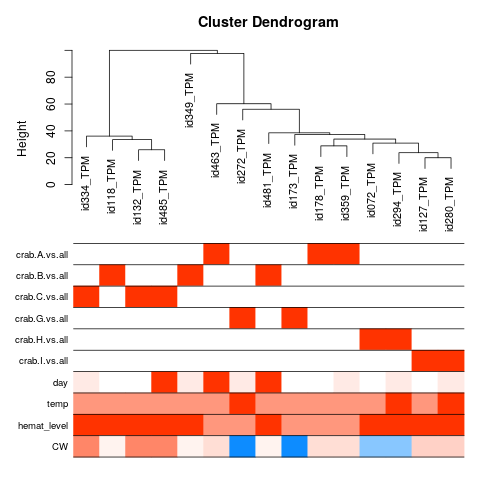 Cluster Dendrogram
Height
0 20 40 60 80
id334_TPM
id118_TPM
id132_TPM
id485_TPM
id349_TPM
id463_TPM
id272_TPM
id481_TPM
id173_TPM
id178_TPM
id359_TPM
id072_TPM
id294_TPM
id127_TPM
id280_TPM
crab.A.vs.all
crab.B.vs.all
crab.C.vs.all
crab.G.vs.all
crab.H.vs.all
crab.I.vs.all
day
temp
hemat_level
CW